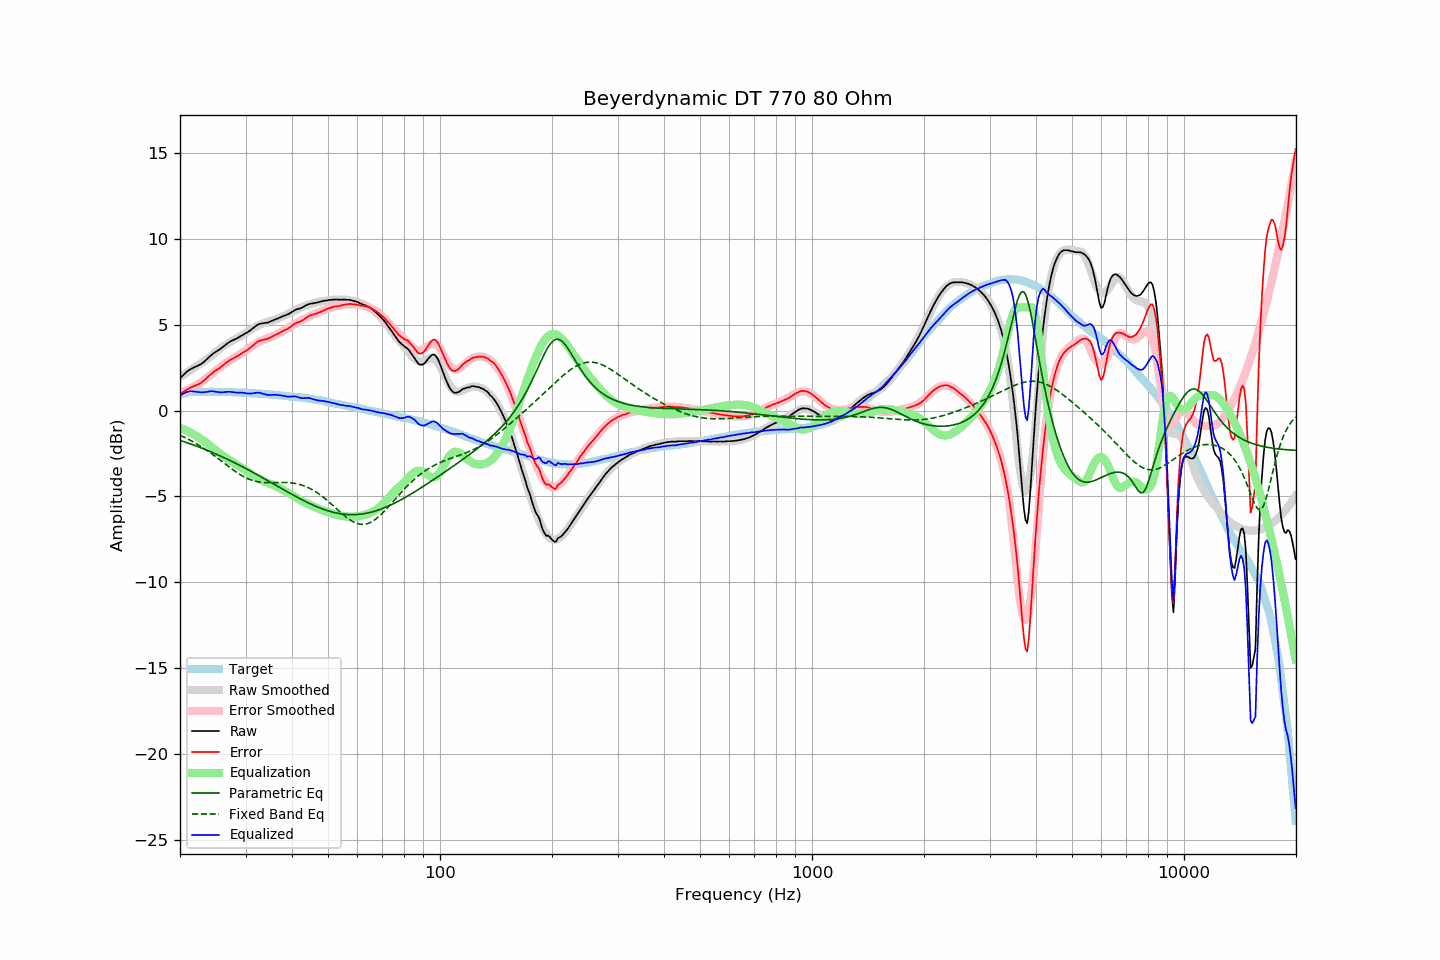 Beyerdynamic DT 770 80 Ohm
Amplitude (dBr)
15
10
5
0
−5
−10
−15
−20
−25
Target
Raw Smoothed
Error Smoothed
Raw
Error
Equalization
Parametric Eq
Fixed Band Eq
Equalized
100
1000
10000
Frequency (Hz)